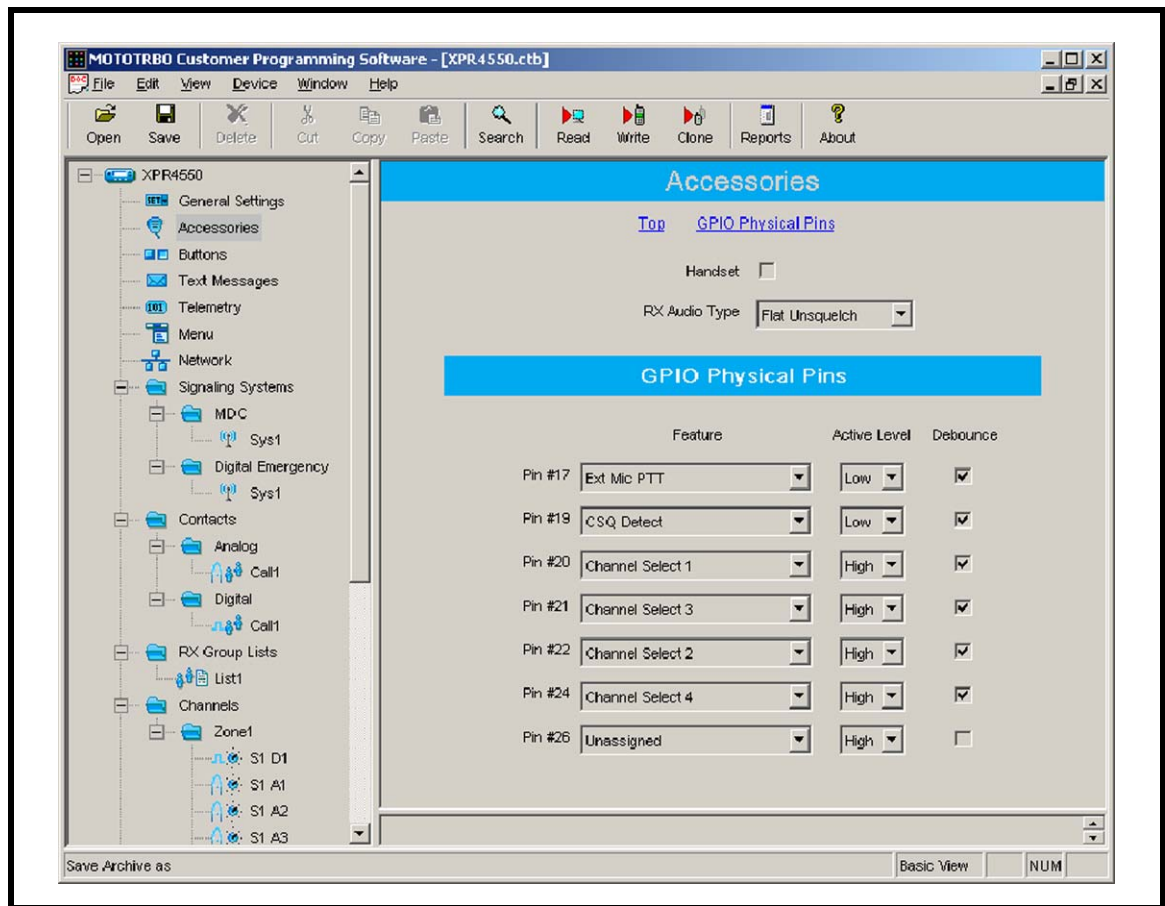 MOTOTRBO Customer Programming Software - [XPR4550.ctb]
File Edit View Device Window Help
Open Save Delete Cut Copy Paste Search Read Write Clone Reports About
XPR4550
General Settings
Accessories
Buttons
Text Messages
Telemetry
Menu
Network
Signaling Systems
MDC
Sys1
Digital Emergency
Sys1
Contacts
Analog
Call1
Digital
Call1
RX Group Lists
List1
Channels
Zone1
S1 D1
S1 A1
S1 A2
S1 A3
Accessories
Top GPIO Physical Pins
Handset
RX Audio Type Flat Unsquelch
GPIO Physical Pins
Feature Active Level Debounce
Pin #17 Ext Mic PTT Low
Pin #19 CSQ Detect Low
Pin #20 Channel Select 1 High
Pin #21 Channel Select 3 High
Pin #22 Channel Select 2 High
Pin #24 Channel Select 4 High
Pin #26 Unassigned High
Save Archive as Basic View NUM